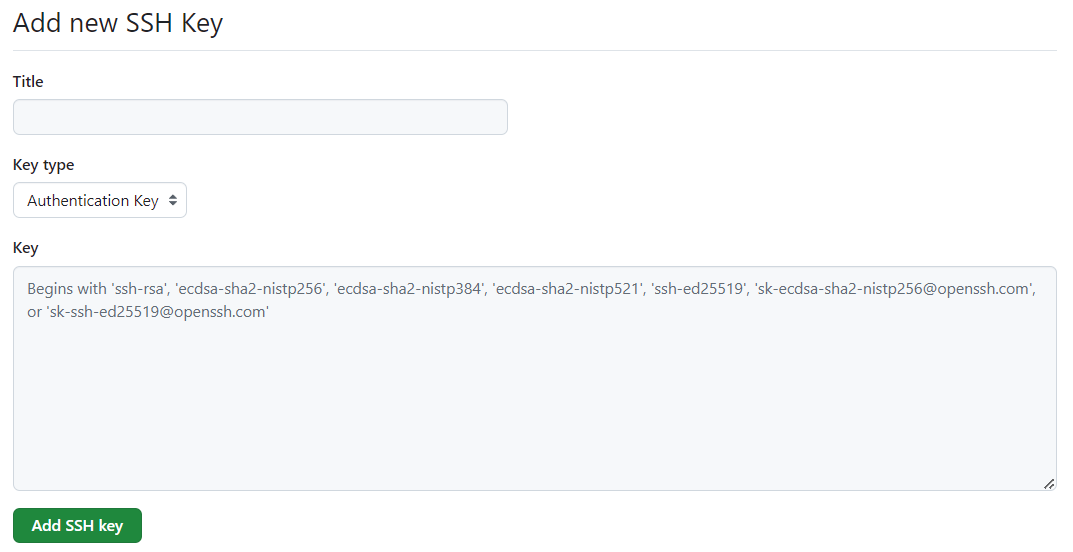 Add new SSH Key
Title
Key type
Authentication Key
Key
Begins with 'ssh-rsa', 'ecdsa-sha2-nistp256', 'ecdsa-sha2-nistp384', 'ecdsa-sha2-nistp521', 'ssh-ed25519', 'sk-ecdsa-sha2-nistp256@openssh.com',
or 'sk-ssh-ed25519@openssh.com'
Add SSH key